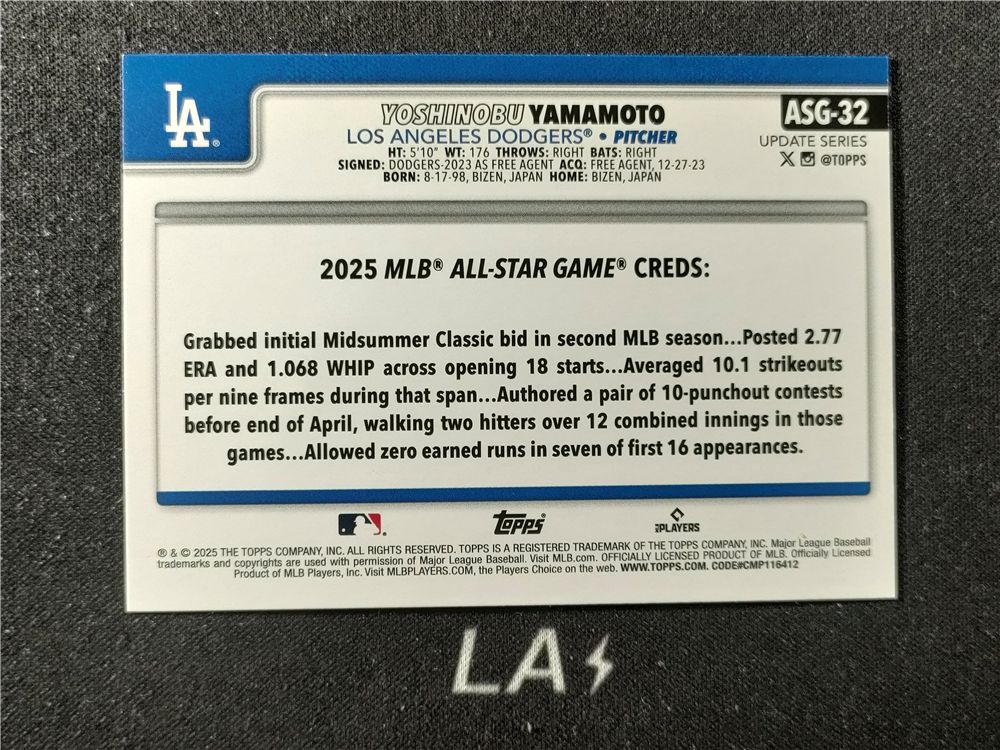 LA
YOSHINOBU YAMAMOTO
ASG-32
LOS ANGELES DODGERS® • PITCHER
UPDATE SERIES
HT: 5'10" WT: 176 THROWS: RIGHT BATS: RIGHT
@TOPPS
SIGNED: DODGERS-2023 AS FREE AGENT ACQ: FREE AGENT, 12-27-23
BORN: 8-17-98, BIZEN, JAPAN HOME: BIZEN, JAPAN
2025 MLB® ALL-STAR GAME® CREDS:
Grabbed initial Midsummer Classic bid in second MLB season...Posted 2.77
ERA and 1.068 WHIP across opening 18 starts...Averaged 10.1 strikeouts
per nine frames during that span...Authored a pair of 10-punchout contests
before end of April, walking two hitters over 12 combined innings in those
games...Allowed zero earned runs in seven of first 16 appearances.
topps®
MLB PLAYERS
® & © 2025 THE TOPPS COMPANY, INC. ALL RIGHTS RESERVED. TOPPS IS A REGISTERED TRADEMARK OF THE TOPPS COMPANY, INC. Major League Baseball
trademarks and copyrights are used with permission of Major League Baseball. Visit MLB.com. OFFICIALLY LICENSED PRODUCT OF MLB. Officially Licensed
Product of MLB Players, Inc. Visit MLBPLAYERS.COM, the Players Choice on the web. WWW.TOPPS.COM. CODE#CMP116412
LA